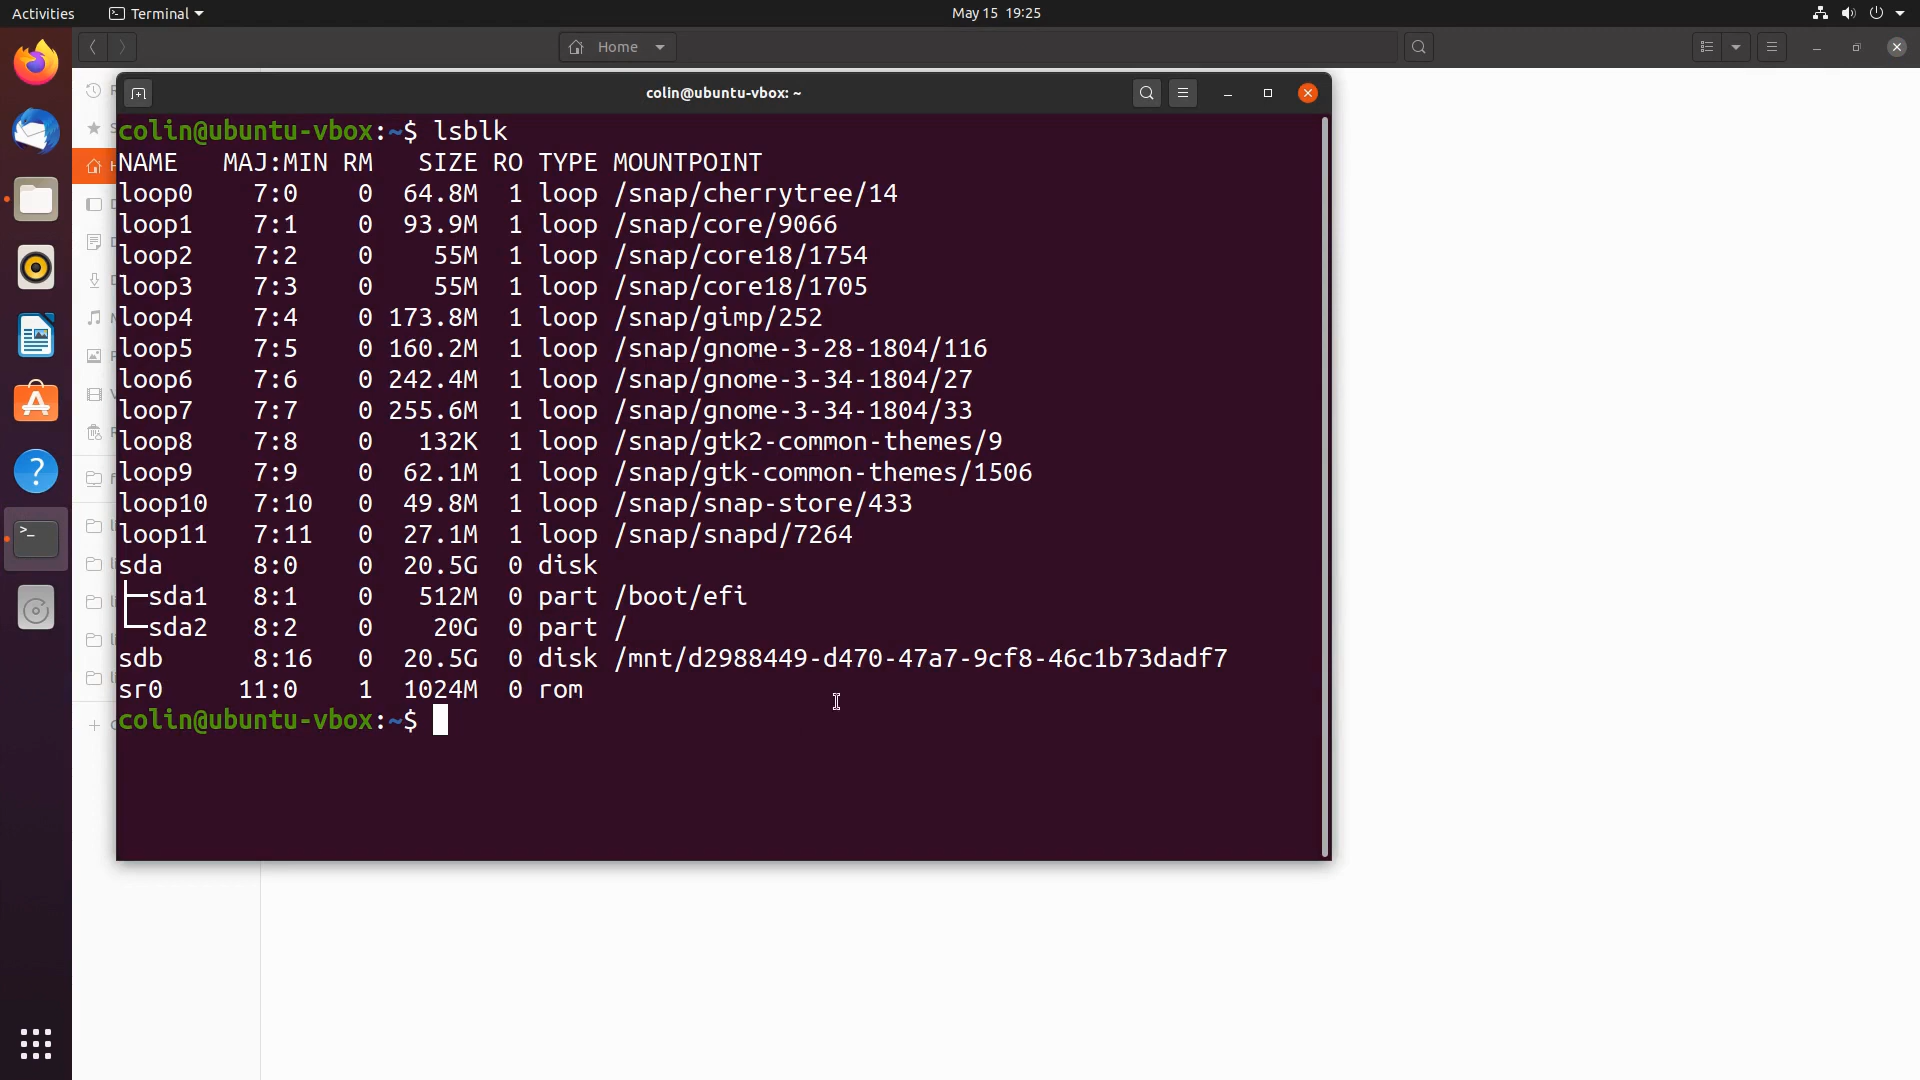 Activities Terminal May 15 19:25
Home
colin@ubuntu-vbox: ~
colin@ubuntu-vbox:~$ lsblk
NAME MAJ:MIN RM SIZE RO TYPE MOUNTPOINT
loop0 7:0 0 64.8M 1 loop /snap/cherrytree/14
loop1 7:1 0 93.9M 1 loop /snap/core/9066
loop2 7:2 0 55M 1 loop /snap/core18/1754
loop3 7:3 0 55M 1 loop /snap/core18/1705
loop4 7:4 0 173.8M 1 loop /snap/gimp/252
loop5 7:5 0 160.2M 1 loop /snap/gnome-3-28-1804/116
loop6 7:6 0 242.4M 1 loop /snap/gnome-3-34-1804/27
loop7 7:7 0 255.6M 1 loop /snap/gnome-3-34-1804/33
loop8 7:8 0 132K 1 loop /snap/gtk2-common-themes/9
loop9 7:9 0 62.1M 1 loop /snap/gtk-common-themes/1506
loop10 7:10 0 49.8M 1 loop /snap/snap-store/433
loop11 7:11 0 27.1M 1 loop /snap/snapd/7264
sda 8:0 0 20.5G 0 disk
├─sda1 8:1 0 512M 0 part /boot/efi
└─sda2 8:2 0 20G 0 part /
sdb 8:16 0 20.5G 0 disk /mnt/d2988449-d470-47a7-9cf8-46c1b73dadf7
sr0 11:0 1 1024M 0 rom
colin@ubuntu-vbox:~$